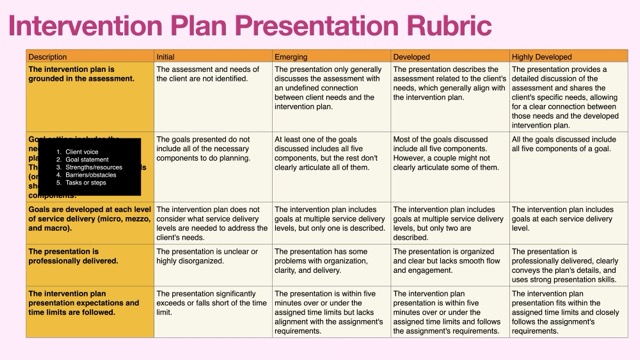 Intervention Plan Presentation Rubric
Description Initial Emerging Developed Highly Developed
The intervention plan is
grounded in the assessment.
The assessment and needs of
the client are not identified.
The presentation only generally
discusses the assessment with
an undefined connection
between client needs and the
intervention plan.
The presentation describes the
assessment related to the client's
needs, which generally align with
the intervention plan.
The presentation provides a
detailed discussion of the
assessment and shares the
client's specific needs, allowing
for a clear connection between
those needs and the developed
intervention plan.
1. Client voice
2. Goal statement
3. Strengths/resources
4. Barriers/obstacles
5. Tasks or steps
The goals presented do not
include all of the necessary
components to do planning.
At least one of the goals
discussed includes all five
components, but the rest don't
clearly articulate all of them.
Most of the goals discussed
include all five components.
However, a couple might not
clearly articulate some of them.
All the goals discussed include
all five components of a goal.
Goals are developed at each level
of service delivery (micro, mezzo,
and macro).
The intervention plan does not
consider what service delivery
levels are needed to address the
client's needs.
The intervention plan includes
goals at multiple service delivery
levels, but only one is described.
The intervention plan includes
goals at multiple service delivery
levels, but only two are
described.
The intervention plan includes
goals at each service delivery
level.
The presentation is
professionally delivered.
The presentation is unclear or
highly disorganized.
The presentation has some
problems with organization,
clarity, and delivery.
The presentation is organized
and clear but lacks smooth flow
and engagement.
The presentation is
professionally delivered, clearly
conveys the plan's details, and
uses strong presentation skills.
The intervention plan
presentation expectations and
time limits are followed.
The presentation significantly
exceeds or falls short of the time
limit.
The presentation is within five
minutes over or under the
assigned time limits but lacks
alignment with the assignment's
requirements.
The intervention plan
presentation is within five
minutes over or under the
assigned time limits and follows
the assignment's requirements.
The intervention plan
presentation fits within the
assigned time limits and closely
follows the assignment's
requirements.